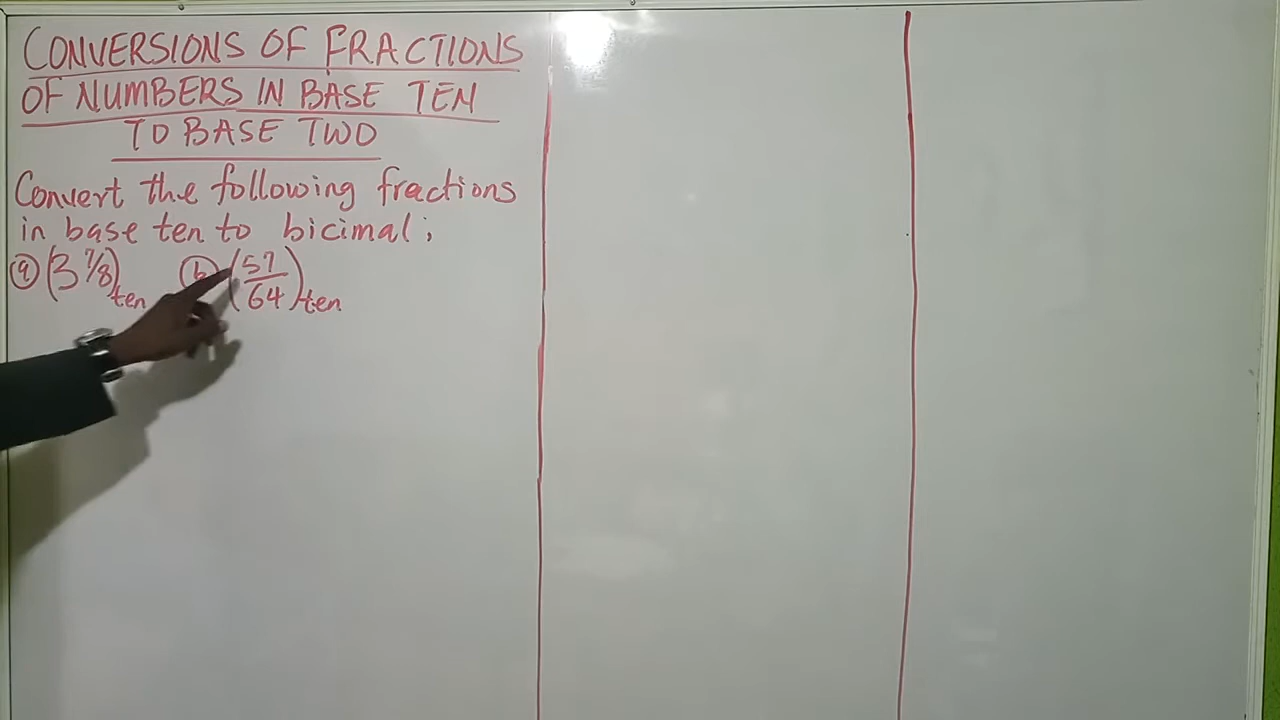 CONVERSIONS OF FRACTIONS
OF NUMBERS IN BASE TEN
TO BASE TWO
Convert the following fractions
in base ten to bicimal;
(a) (3 7/8)ten (b) (57/64)ten